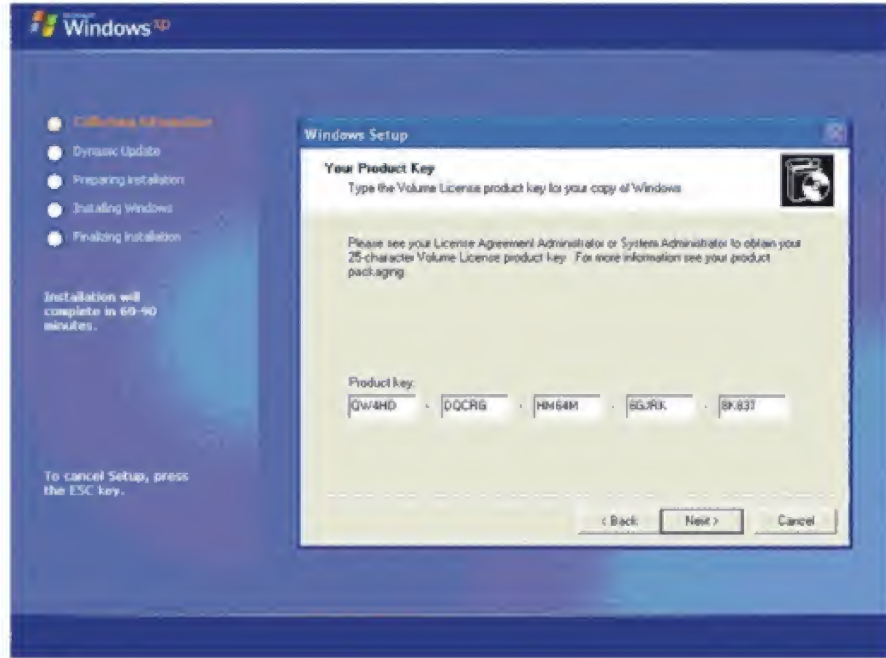 Microsoft
Windows xp
Collecting Information
Dynamic Update
Preparing installation
Installing Windows
Finalizing installation
Installation will
complete in 60-90
minutes.
To cancel Setup, press
the ESC key.
Windows Setup
Your Product Key
Type the Volume License product key for your copy of Windows
Please see your License Agreement Administrator or System Administrator to obtain your
25-character Volume License product key. For more information see your product
packaging.
Product key:
QW4HD - DQCRG - HM64M - 6GJRK - 8K83T
< Back Next > Cancel